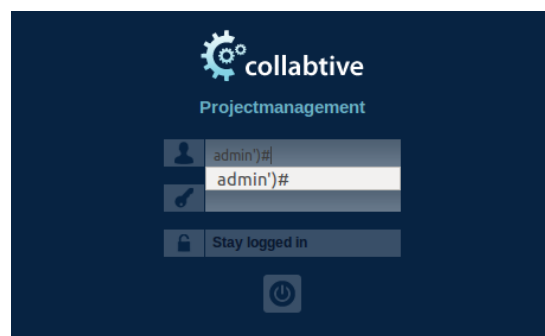 collabtive
Projectmanagement
admin')#
admin')#
Stay logged in